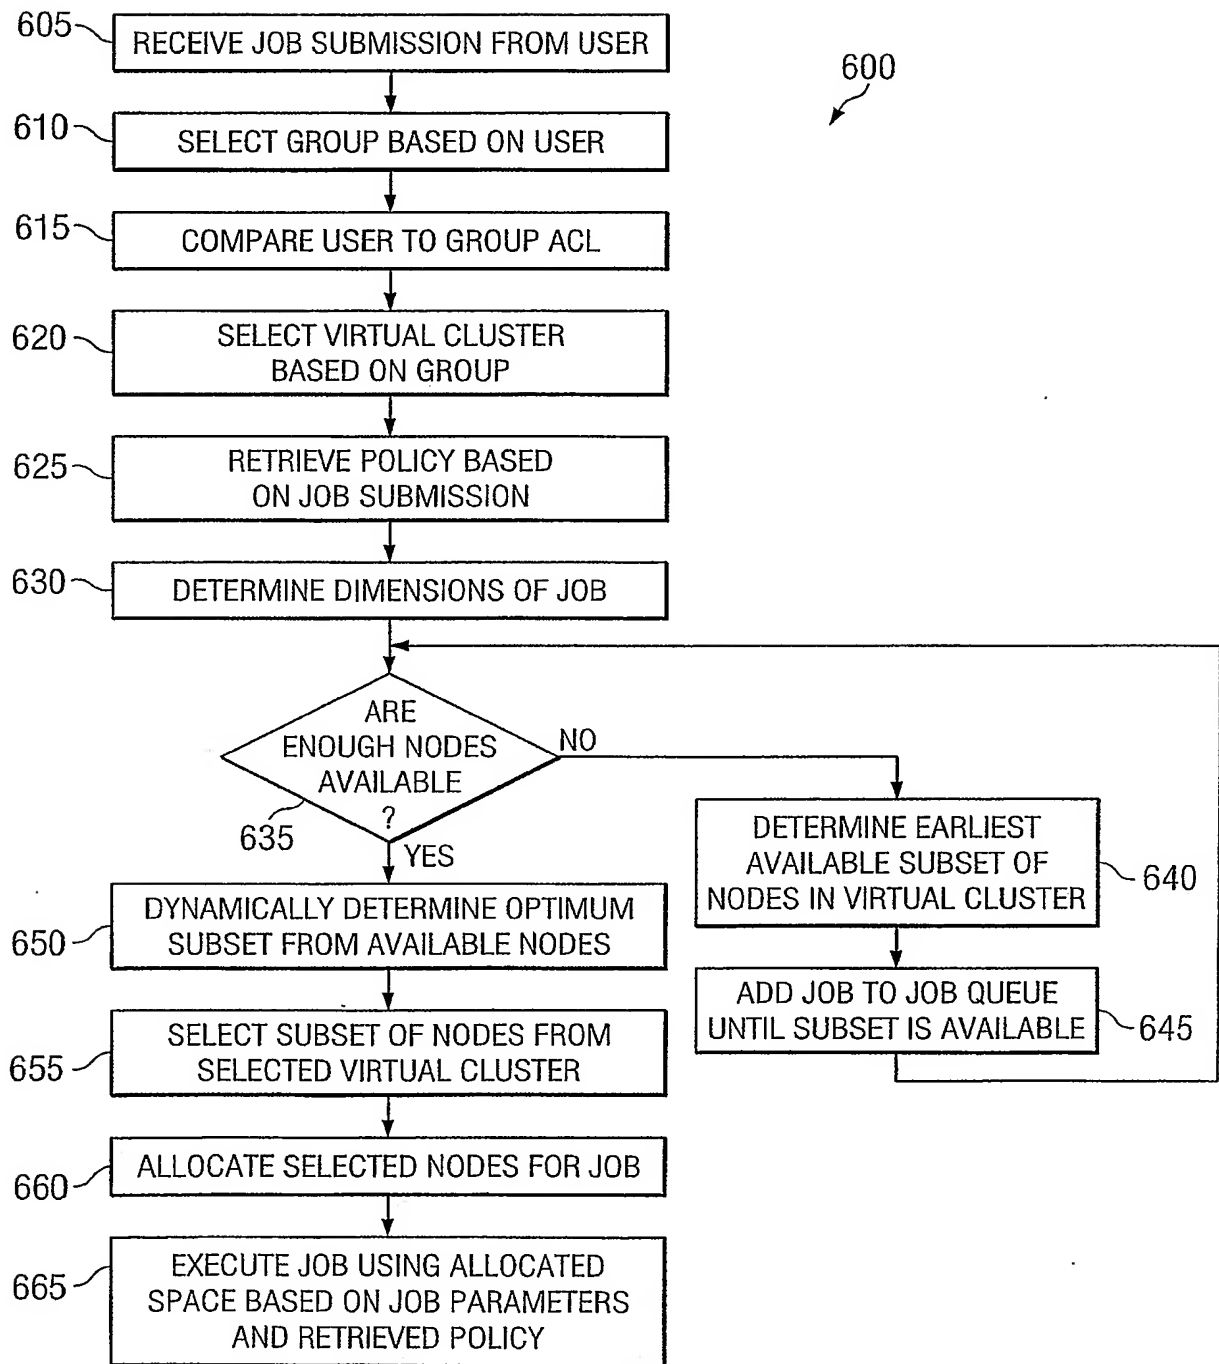 605
RECEIVE JOB SUBMISSION FROM USER
600
610
SELECT GROUP BASED ON USER
615
COMPARE USER TO GROUP ACL
620
SELECT VIRTUAL CLUSTER
BASED ON GROUP
625
RETRIEVE POLICY BASED
ON JOB SUBMISSION
630
DETERMINE DIMENSIONS OF JOB
ARE
ENOUGH NODES
AVAILABLE
?
635
NO
YES
DETERMINE EARLIEST
AVAILABLE SUBSET OF
NODES IN VIRTUAL CLUSTER
640
ADD JOB TO JOB QUEUE
UNTIL SUBSET IS AVAILABLE
645
650
DYNAMICALLY DETERMINE OPTIMUM
SUBSET FROM AVAILABLE NODES
655
SELECT SUBSET OF NODES FROM
SELECTED VIRTUAL CLUSTER
660
ALLOCATE SELECTED NODES FOR JOB
665
EXECUTE JOB USING ALLOCATED
SPACE BASED ON JOB PARAMETERS
AND RETRIEVED POLICY